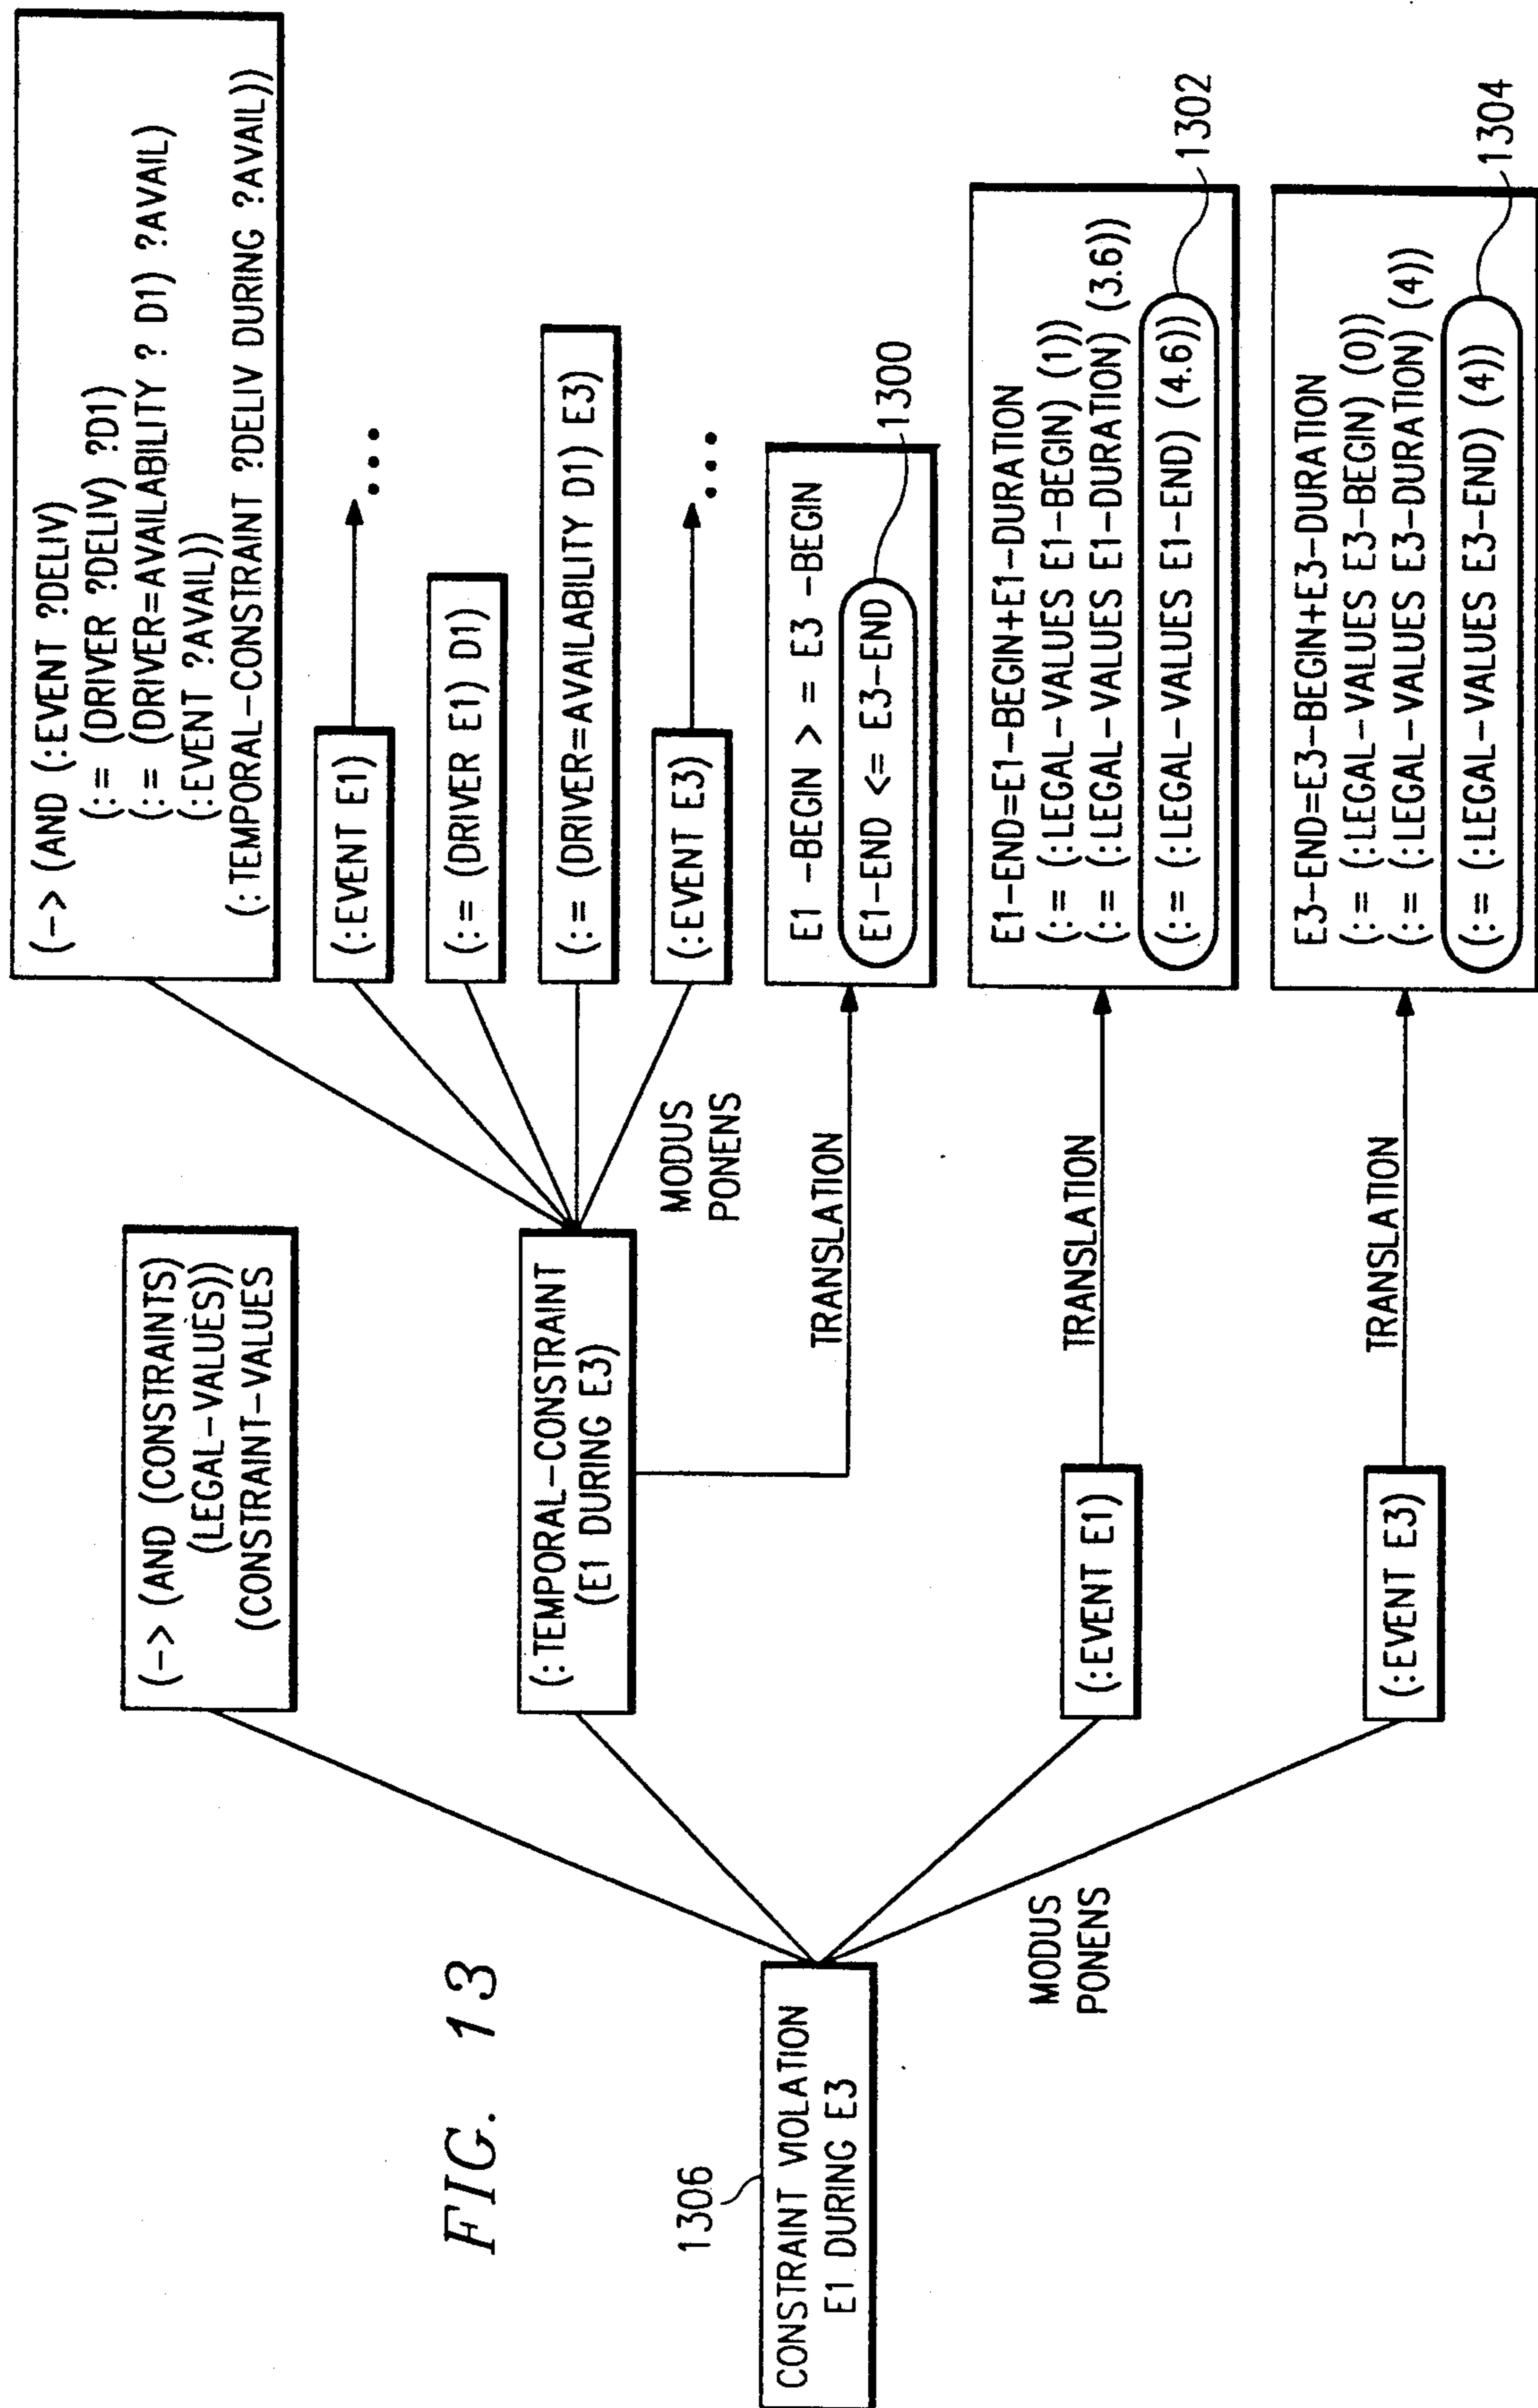 FIG. 13
1306
CONSTRAINT VIOLATION
E1 DURING E3
MODUS
PONENS
(-> (AND (CONSTRAINTS)
(LEGAL-VALUES))
(CONSTRAINT-VALUES
(:TEMPORAL-CONSTRAINT
(E1 DURING E3)
(:EVENT E1)
(:EVENT E3)
MODUS
PONENS
TRANSLATION
TRANSLATION
TRANSLATION
(-> (AND (:EVENT ?DELIV)
(:= (DRIVER ?DELIV) ?D1)
(:= (DRIVER=AVAILABILITY ? D1) ?AVAIL)
(:EVENT ?AVAIL))
(:TEMPORAL-CONSTRAINT ?DELIV DURING ?AVAIL))
(:EVENT E1)
(:= (DRIVER E1) D1)
(:= (DRIVER=AVAILABILITY D1) E3)
(:EVENT E3)
E1 -BEGIN > = E3 -BEGIN
E1-END <= E3-END
1300
E1-END=E1-BEGIN+E1-DURATION
(:= (:LEGAL-VALUES E1-BEGIN) (1))
(:= (:LEGAL-VALUES E1-DURATION) (3.6))
(:= (:LEGAL-VALUES E1-END) (4.6))
1302
E3-END=E3-BEGIN+E3-DURATION
(:= (:LEGAL-VALUES E3-BEGIN) (0))
(:= (:LEGAL-VALUES E3-DURATION) (4))
(:= (:LEGAL-VALUES E3-END) (4))
1304